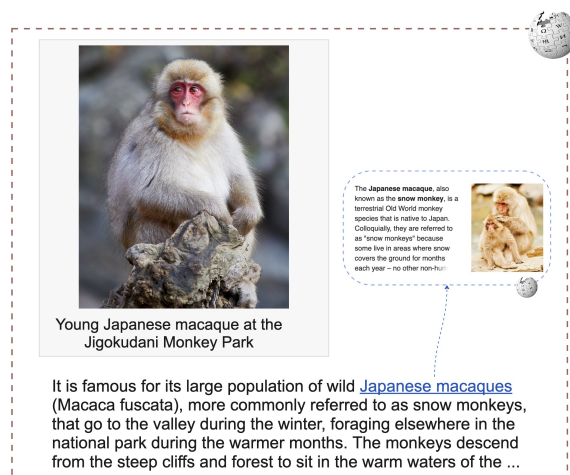 Young Japanese macaque at the
Jigokudani Monkey Park
The Japanese macaque, also
known as the snow monkey, is a
terrestrial Old World monkey
species that is native to Japan.
Colloquially, they are referred to
as "snow monkeys" because
some live in areas where snow
covers the ground for months
each year – no other non-hu
It is famous for its large population of wild Japanese macaques
(Macaca fuscata), more commonly referred to as snow monkeys,
that go to the valley during the winter, foraging elsewhere in the
national park during the warmer months. The monkeys descend
from the steep cliffs and forest to sit in the warm waters of the ...